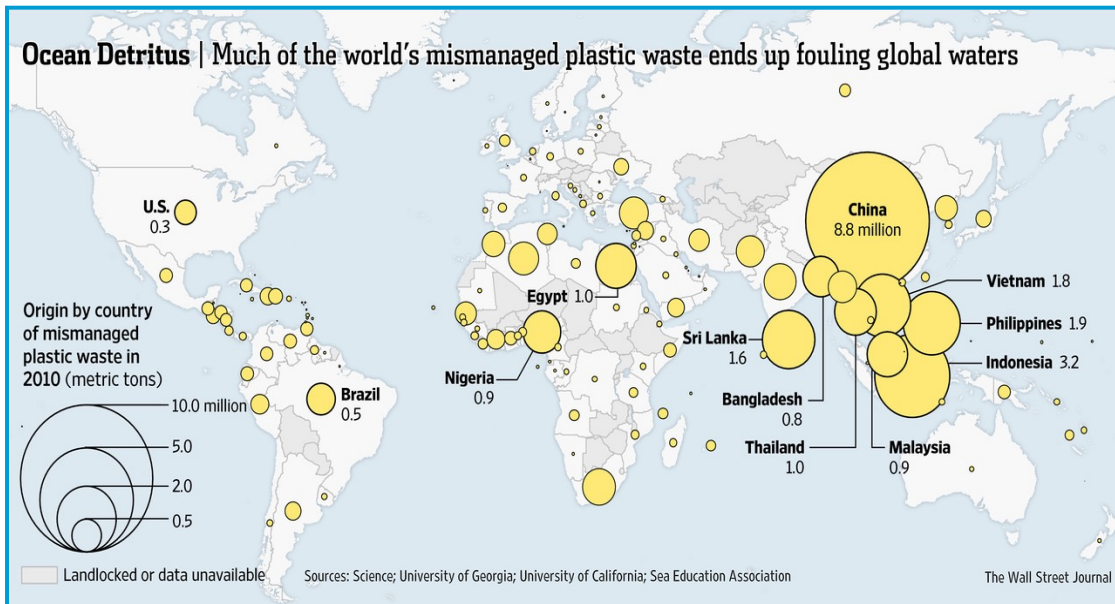 Ocean Detritus | Much of the world's mismanaged plastic waste ends up fouling global waters
U.S.
0.3
China
8.8 million
Egypt 1.0
Vietnam 1.8
Philippines 1.9
Sri Lanka
1.6
Indonesia 3.2
Nigeria
0.9
Brazil
0.5
Bangladesh
0.8
Thailand
1.0
Malaysia
0.9
Origin by country
of mismanaged
plastic waste in
2010 (metric tons)
10.0 million
5.0
2.0
0.5
Landlocked or data unavailable
Sources: Science; University of Georgia; University of California; Sea Education Association
The Wall Street Journal